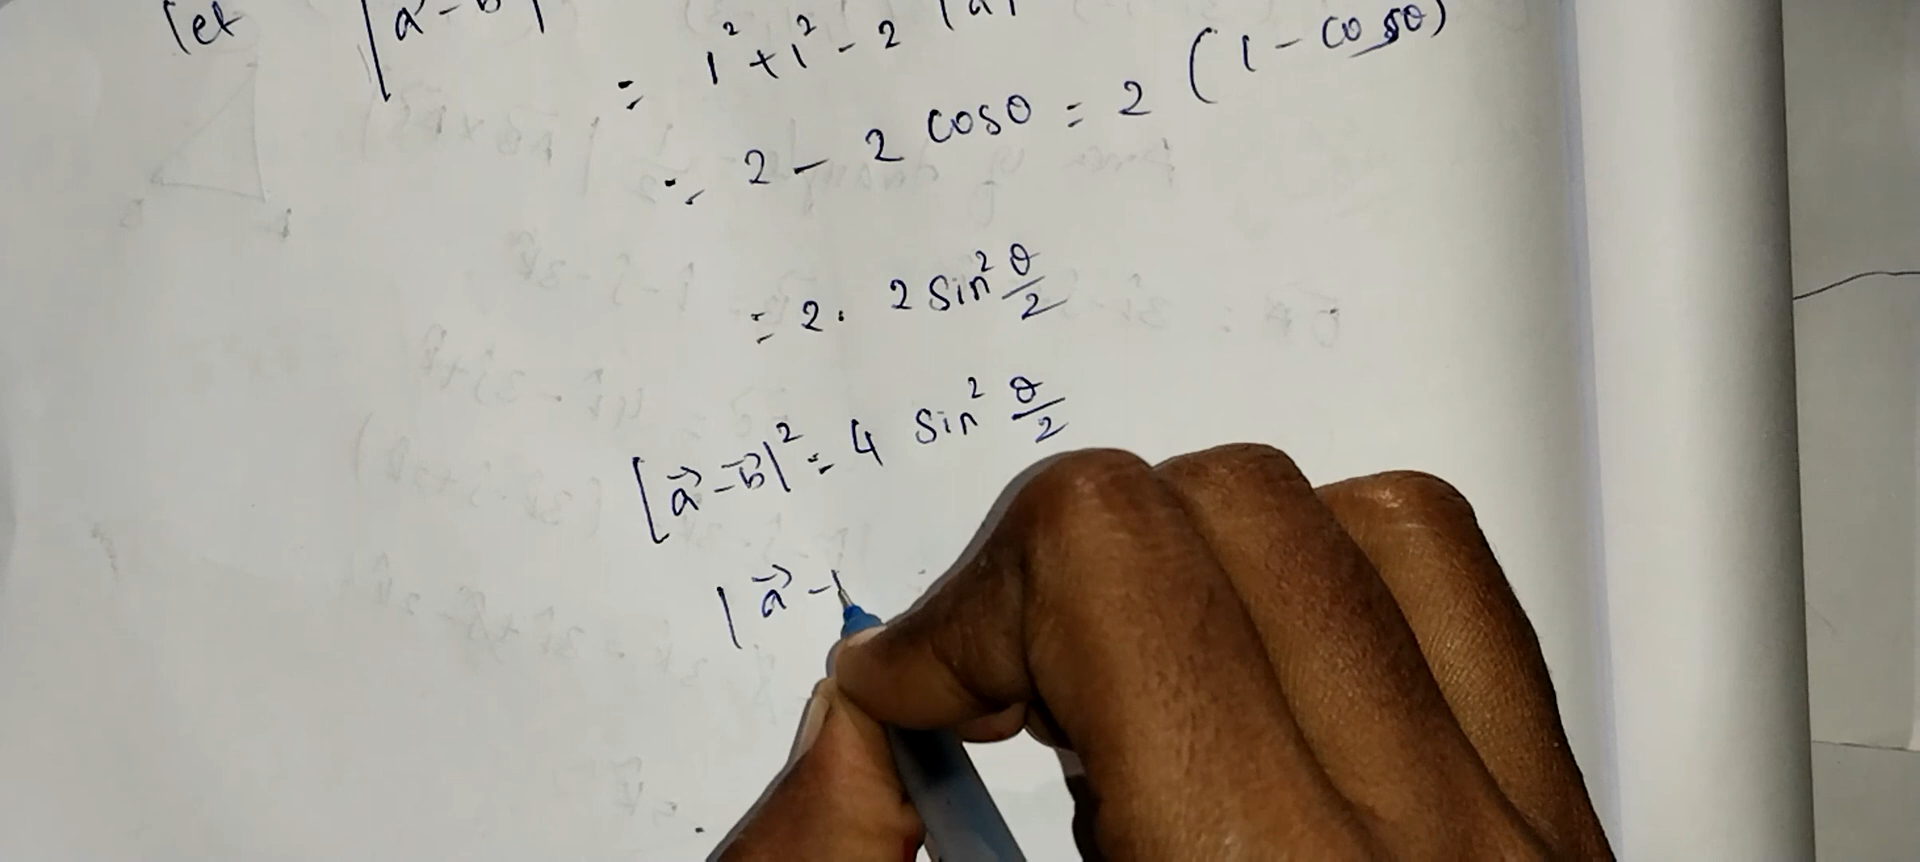 let |a - b|
= 1² + 1² - 2 |a|
= 2 - 2 cosθ = 2 (1 - cosθ)
= 2. 2 sin² θ/2
|a⃗ - b⃗|² = 4 sin² θ/2
|a⃗ -